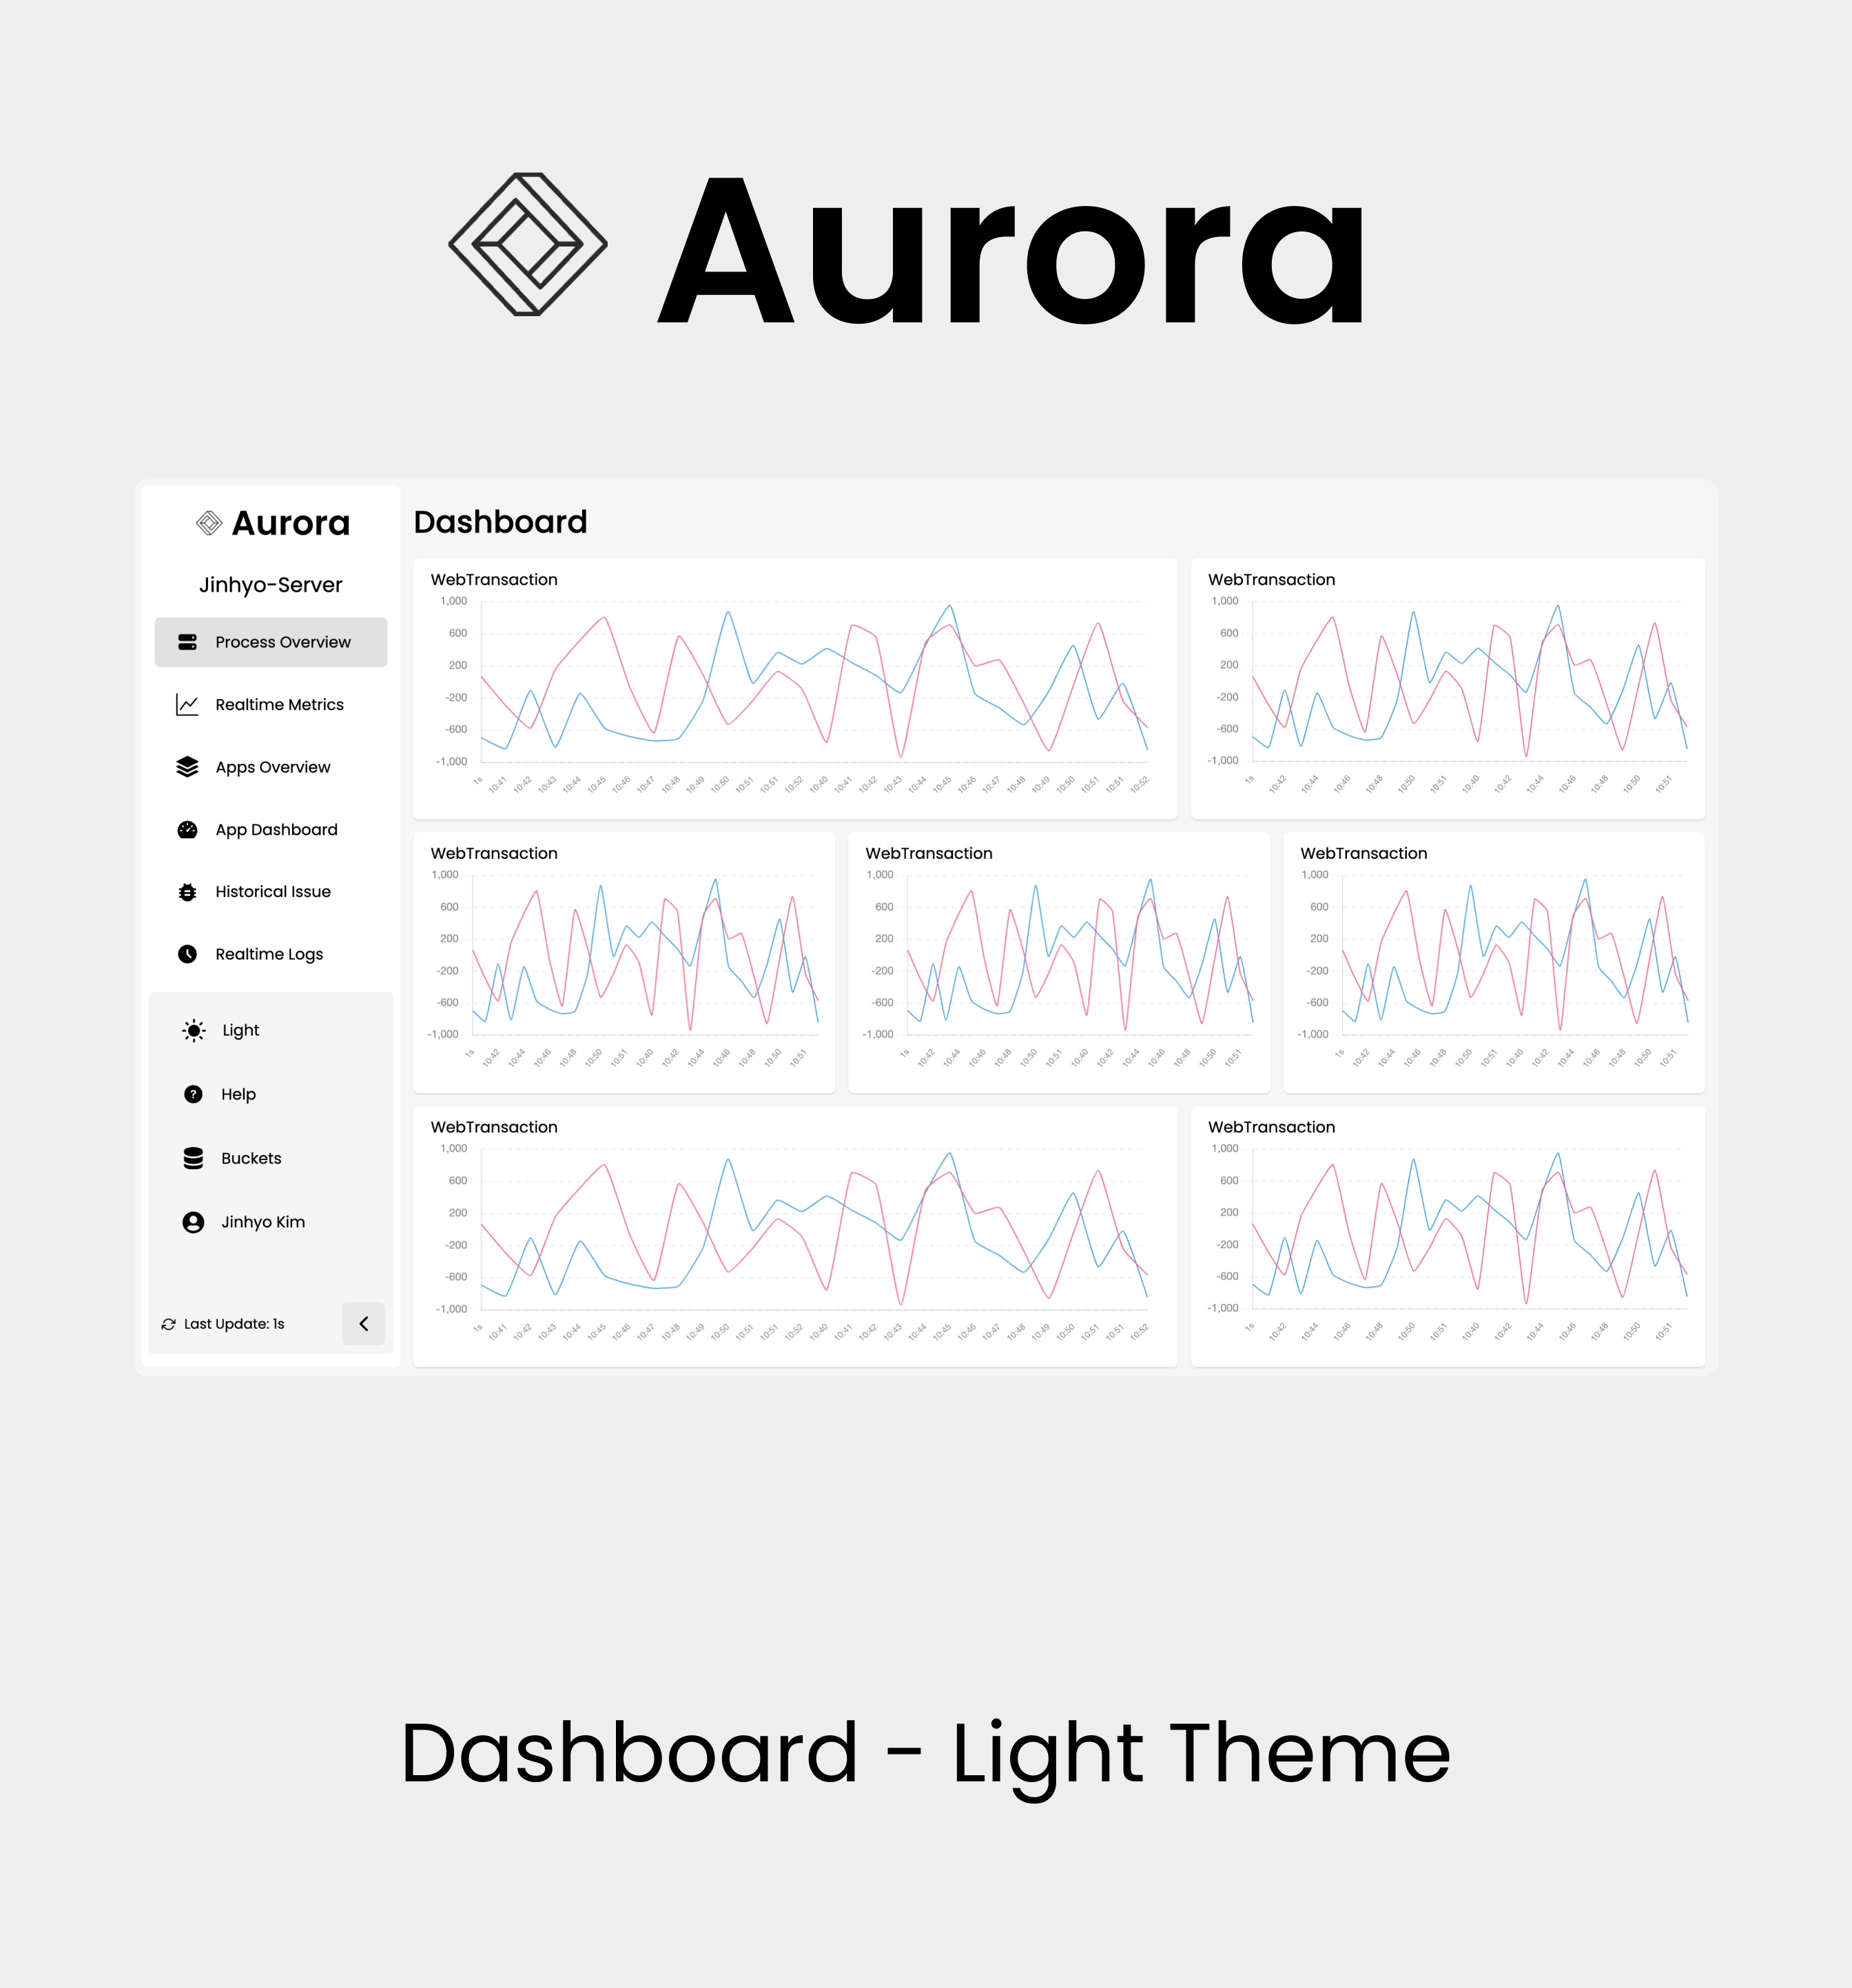 Aurora
Aurora
Jinhyo-Server
Process Overview
Realtime Metrics
Apps Overview
App Dashboard
Historical Issue
Realtime Logs
Light
Help
Buckets
Jinhyo Kim
Last Update: 1s
Dashboard
WebTransaction
1,000
600
200
-200
-600
-1,000
1s 10:41 10:42 10:43 10:44 10:45 10:46 10:47 10:48 10:49 10:50 10:51 10:51 10:52 10:40 10:41 10:42 10:43 10:44 10:45 10:46 10:47 10:48 10:49 10:50 10:51 10:51 10:52
WebTransaction
1,000
600
200
-200
-600
-1,000
1s 10:42 10:44 10:46 10:48 10:50 10:51 10:40 10:42 10:44 10:46 10:48 10:50 10:51
WebTransaction
1,000
600
200
-200
-600
-1,000
1s 10:42 10:44 10:46 10:48 10:50 10:51 10:40 10:42 10:44 10:46 10:48 10:50 10:51
WebTransaction
1,000
600
200
-200
-600
-1,000
1s 10:42 10:44 10:46 10:48 10:50 10:51 10:40 10:42 10:44 10:46 10:48 10:50 10:51
WebTransaction
1,000
600
200
-200
-600
-1,000
1s 10:42 10:44 10:46 10:48 10:50 10:51 10:40 10:42 10:44 10:46 10:48 10:50 10:51
WebTransaction
1,000
600
200
-200
-600
-1,000
1s 10:41 10:42 10:43 10:44 10:45 10:46 10:47 10:48 10:49 10:50 10:51 10:51 10:52 10:40 10:41 10:42 10:43 10:44 10:45 10:46 10:47 10:48 10:49 10:50 10:51 10:51 10:52
WebTransaction
1,000
600
200
-200
-600
-1,000
1s 10:42 10:44 10:46 10:48 10:50 10:51 10:40 10:42 10:44 10:46 10:48 10:50 10:51
Dashboard - Light Theme